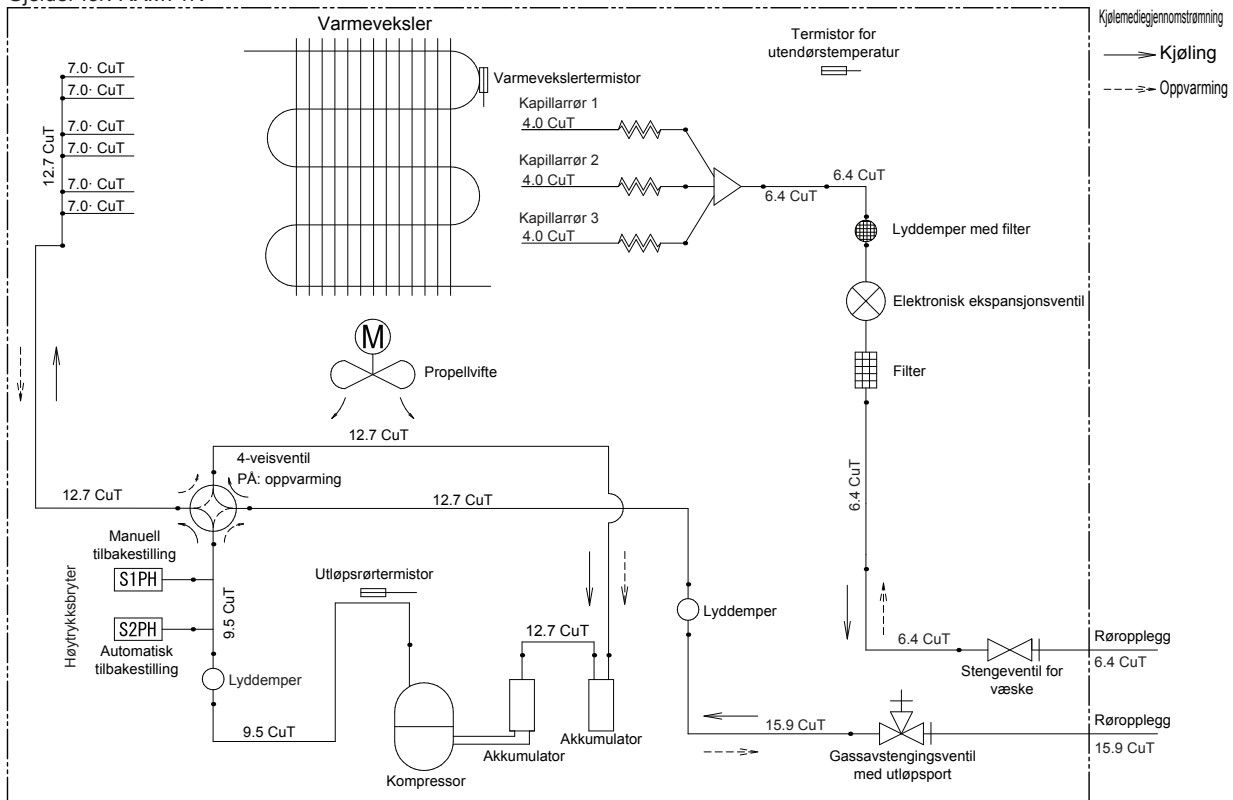 Varmeveksler
Kjølemediegjennomstrømning
Kjøling
Oppvarming
Termistor for
utendørstemperatur
7.0· CuT
7.0· CuT
7.0· CuT
7.0· CuT
7.0· CuT
7.0· CuT
12.7 CuT
Varmevekslertermistor
Kapillarrør 1
4.0 CuT
Kapillarrør 2
4.0 CuT
Kapillarrør 3
4.0 CuT
6.4 CuT
6.4 CuT
Lyddemper med filter
Elektronisk ekspansjonsventil
Filter
M
Propellvifte
12.7 CuT
4-veisventil
PÅ: oppvarming
12.7 CuT
12.7 CuT
6.4 CuT
Manuell
tilbakestilling
S1PH
Høytrykksbryter
S2PH
Automatisk
tilbakestilling
9.5 CuT
Utløpsrørtermistor
Lyddemper
12.7 CuT
Lyddemper
6.4 CuT
Røropplegg
6.4 CuT
Stengeventil for
væske
9.5 CuT
Kompressor
Akkumulator
Akkumulator
15.9 CuT
Røropplegg
15.9 CuT
Gassavstengingsventil
med utløpsport